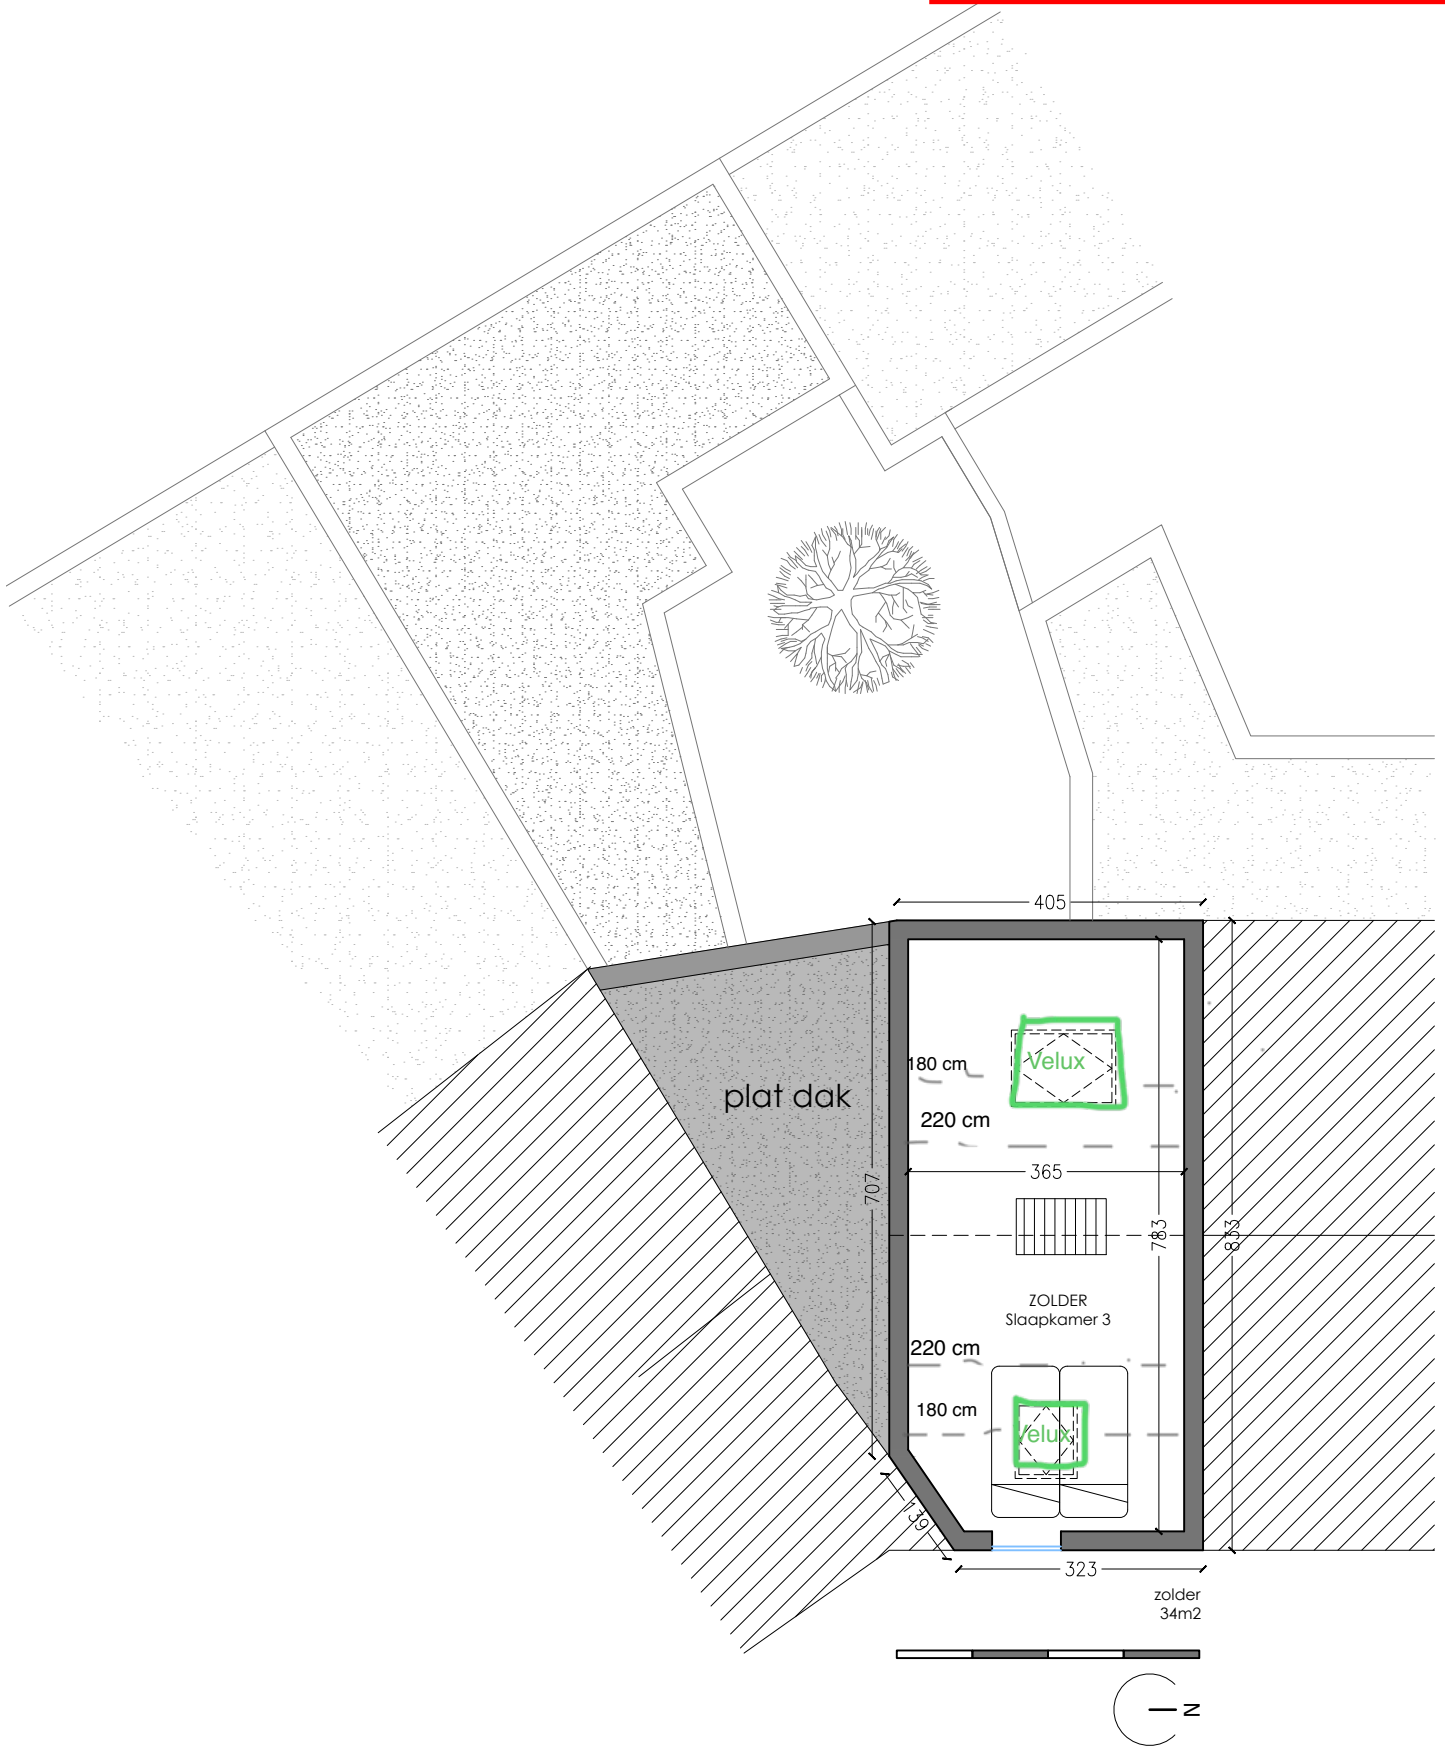 405
180 cm
Velux
plat dak
220 cm
365
707
783
833
ZOLDER
Slaapkamer 3
220 cm
180 cm
Velux
139
323
zolder
34m2
N